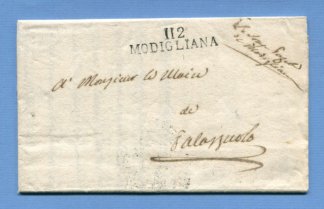 112
MODIGLIANA
A Monsieur le Maire
de
Palazzuolo